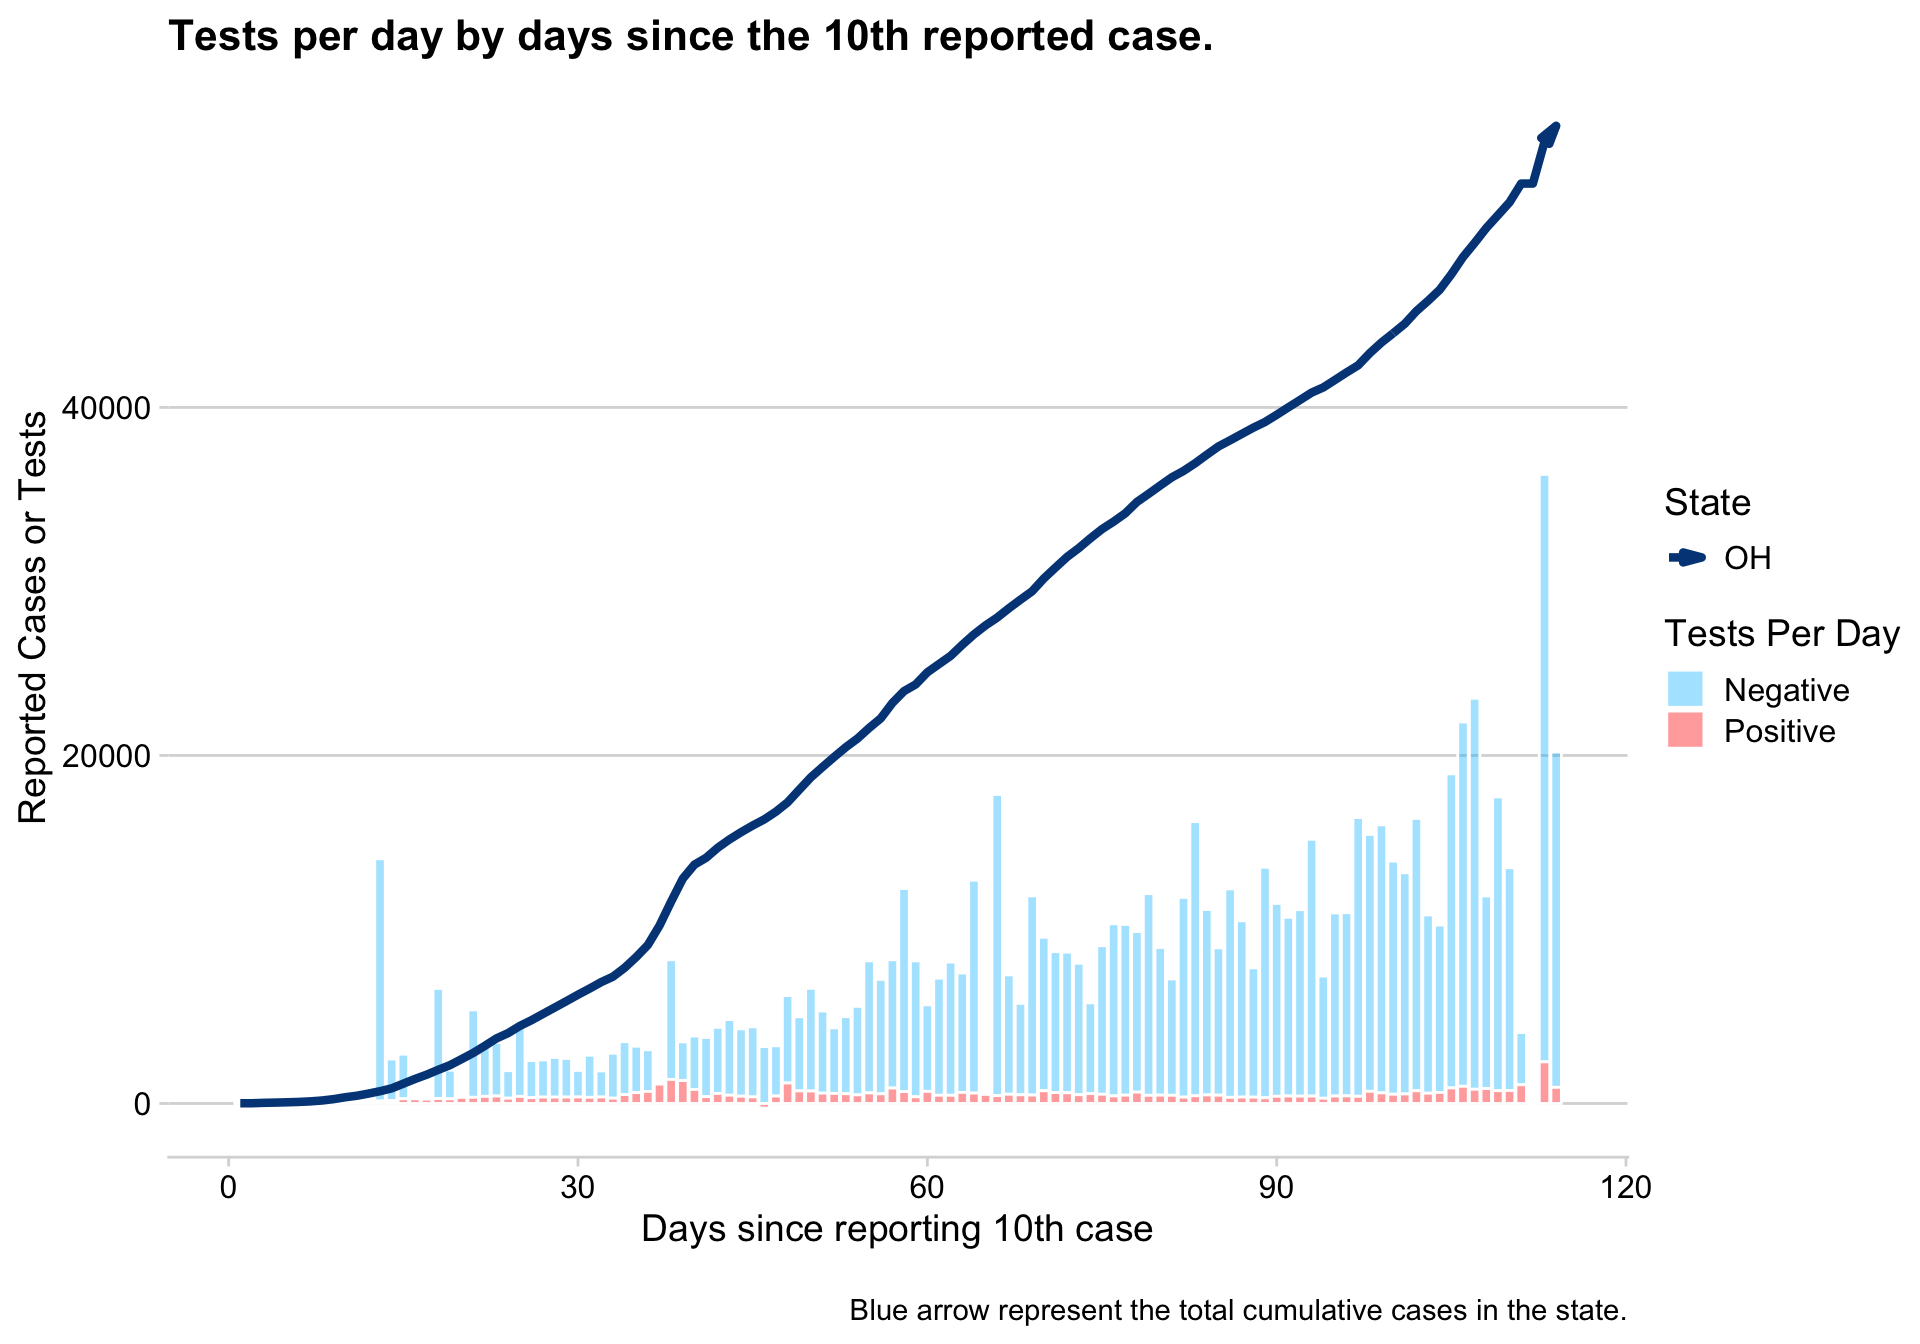 Tests per day by days since the 10th reported case.
Reported Cases or Tests
40000
20000
0
0
30
60
90
120
Days since reporting 10th case
State
OH
Tests Per Day
Negative
Positive
Blue arrow represent the total cumulative cases in the state.